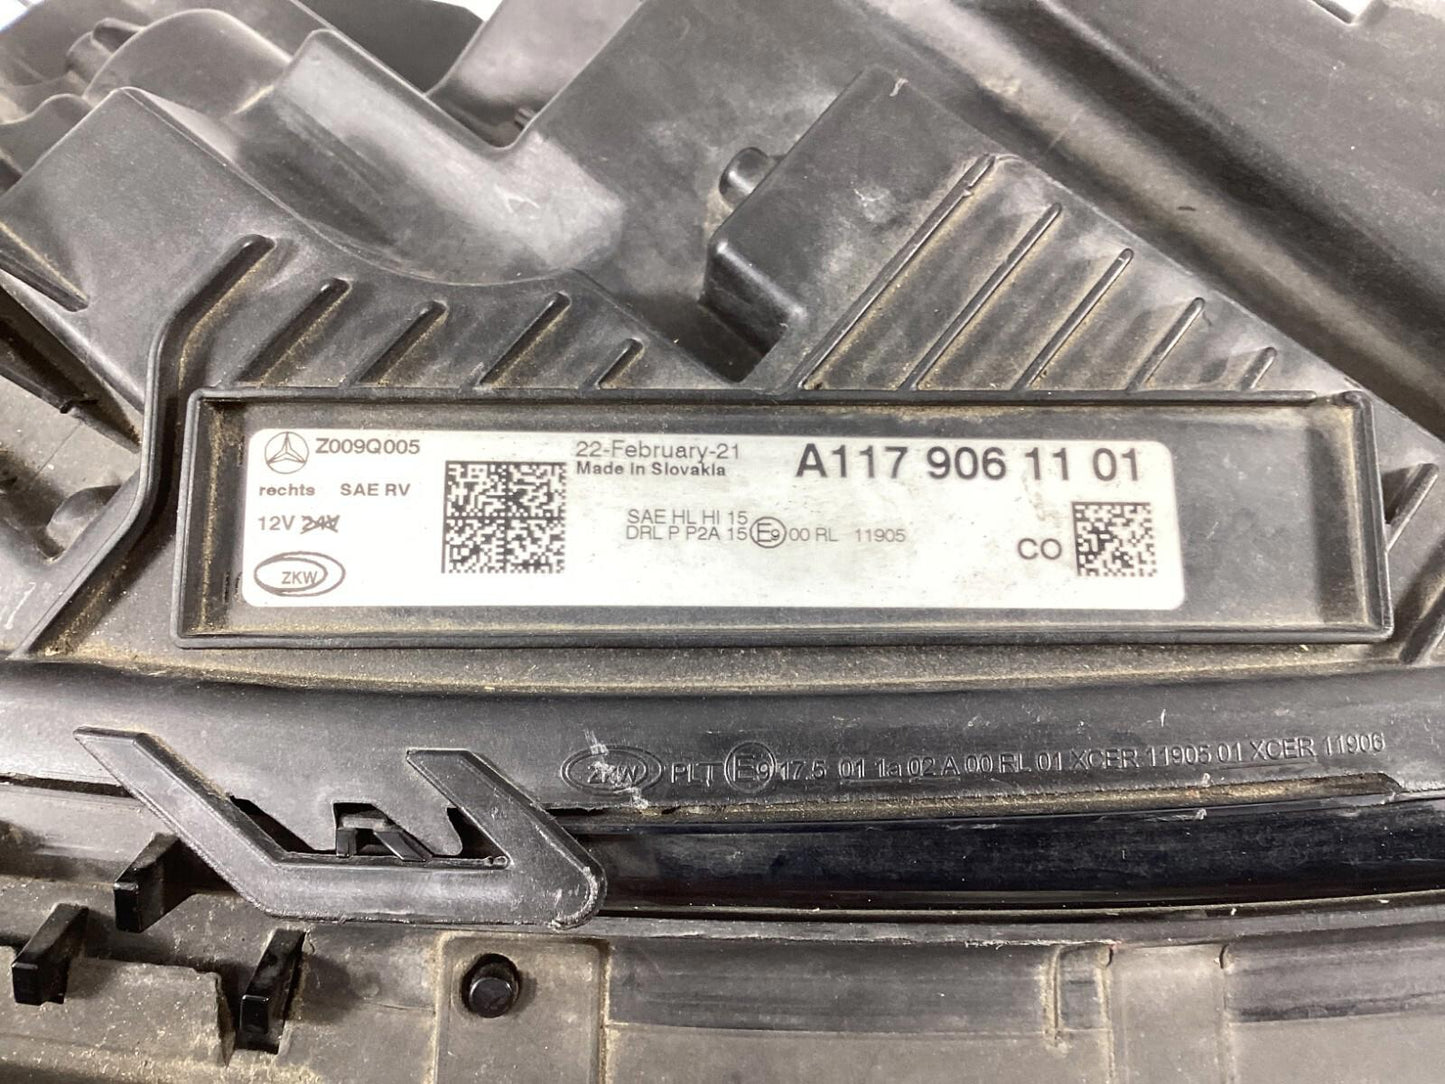 Z009Q005
rechts SAE RV
12V 24V
ZKW
22-February-21
Made in Slovakia
A117 906 11 01
SAE HL HI 15
DRL P P2A 15 E9 00 RL 11905
CO
ZKW PLT E9 17.5 01 1a 02 A 00 RL 01 XCER 11905 01 XCER 11906